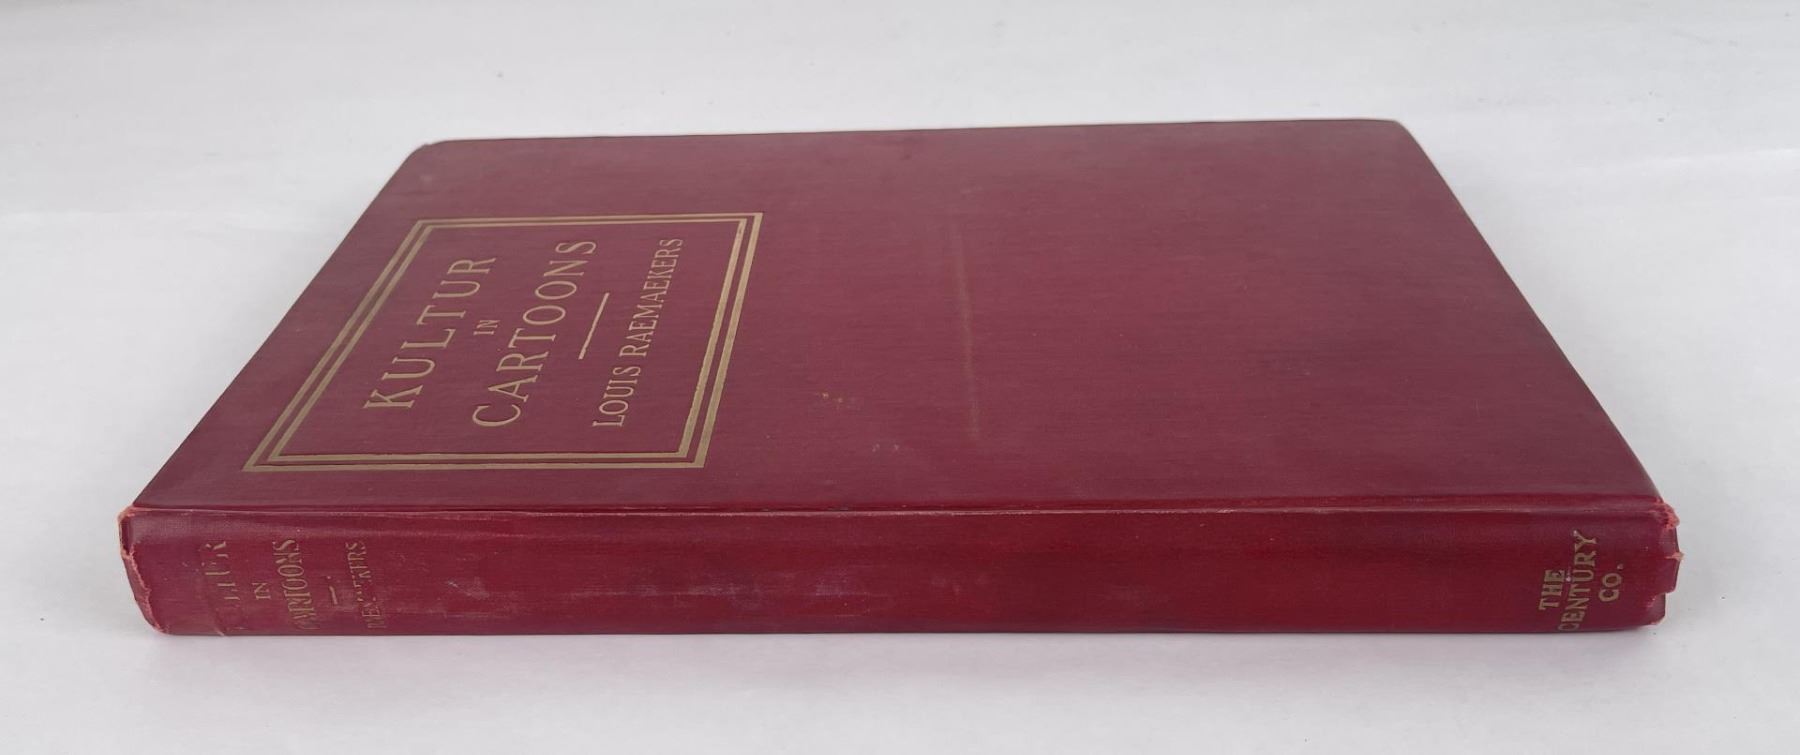 KULTUR
IN
CARTOONS
LOUIS RAEMAEKERS
IN
CARTOONS
THE
CENTURY
CO.